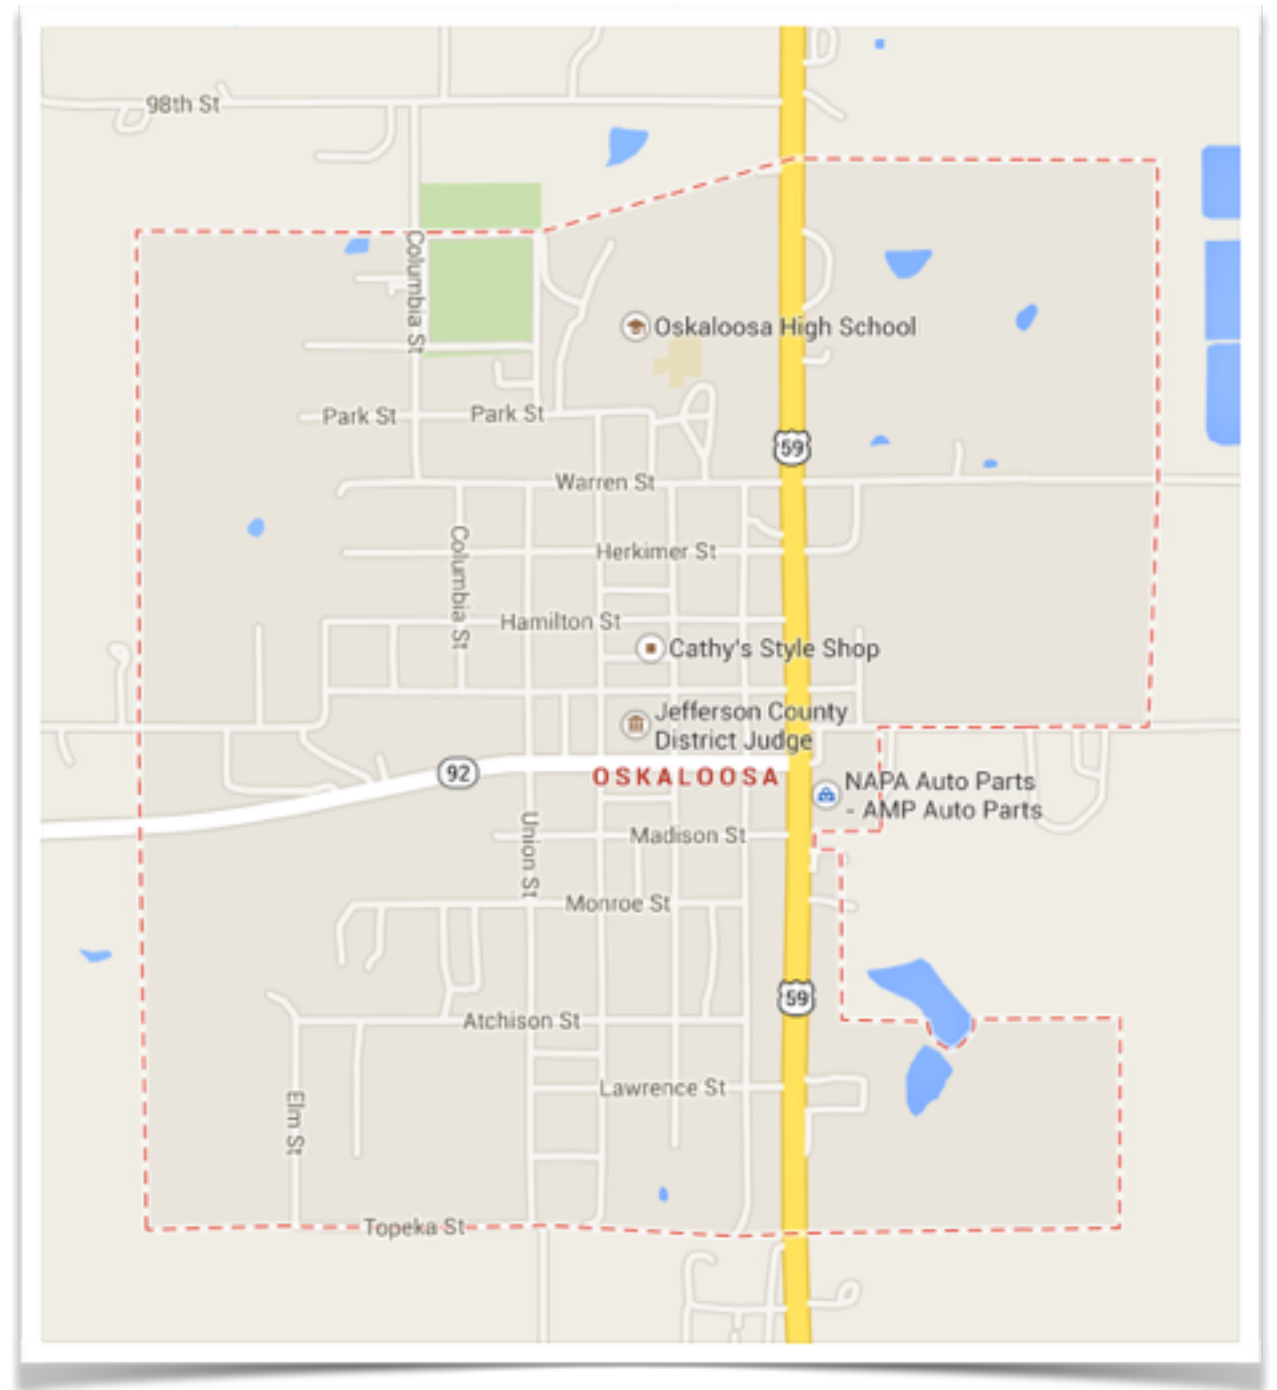 98th St
Columbia St
Oskaloosa High School
Park St
Park St
59
Warren St
Columbia St
Herkimer St
Hamilton St
Cathy's Style Shop
Jefferson County
District Judge
92
OSKALOOSA
NAPA Auto Parts
- AMP Auto Parts
Union St
Madison St
Monroe St
59
Atchison St
Lawrence St
Elm St
Topeka St